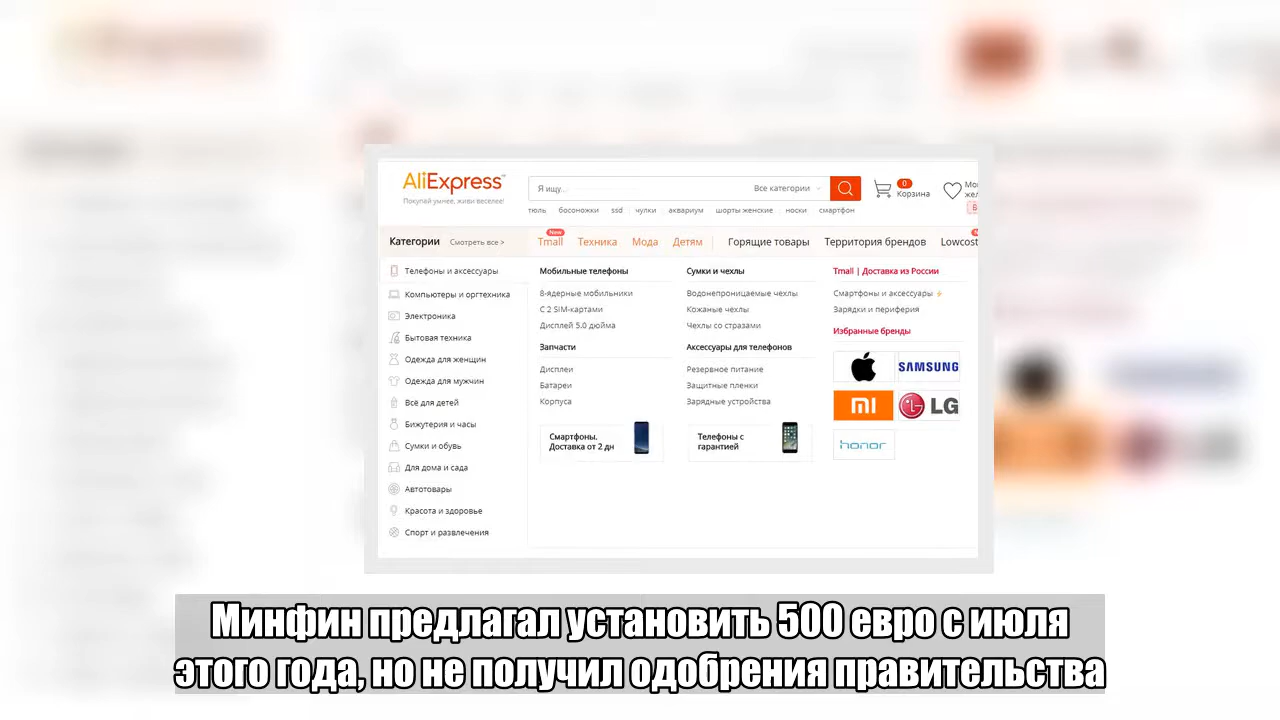 AliExpress
Покупай умнее, живи веселее!
Я ищу...
Все категории
0
Корзина
тюль босоножки ssd чулки аквариум шорты женские носки смартфон
Категории
Смотреть все >
New
Tmall Техника Мода Детям Горящие товары Территория брендов Lowcost
Телефоны и аксессуары
Компьютеры и оргтехника
Электроника
Бытовая техника
Одежда для женщин
Одежда для мужчин
Всё для детей
Бижутерия и часы
Сумки и обувь
Для дома и сада
Автотовары
Красота и здоровье
Спорт и развлечения
Мобильные телефоны
8-ядерные мобильники
С 2 SIM-картами
Дисплей 5.0 дюйма
Запчасти
Дисплеи
Батареи
Корпуса
Смартфоны.
Доставка от 2 дн
Сумки и чехлы
Водонепроницаемые чехлы
Кожаные чехлы
Чехлы со стразами
Аксессуары для телефонов
Резервное питание
Защитные пленки
Зарядные устройства
Телефоны с
гарантией
Tmall | Доставка из России
Смартфоны и аксессуары
Зарядки и периферия
Избранные бренды
SAMSUNG
mi
LG
honor
Минфин предлагал установить 500 евро с июля
этого года, но не получил одобрения правительства